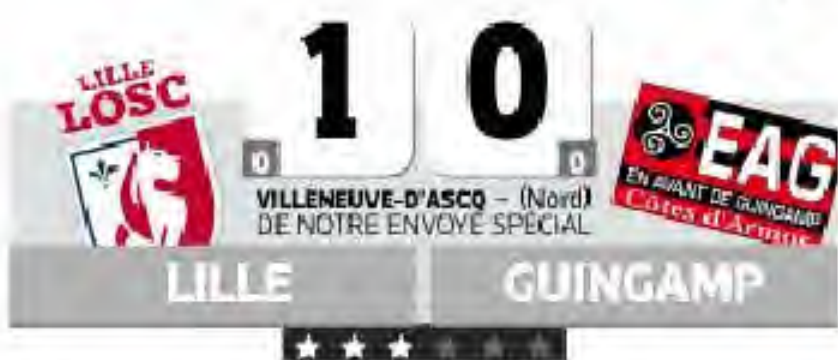 LILLE
LOSC
1 0
0 0
VILLENEUVE-D'ASCQ – (Nord)
DE NOTRE ENVOYÉ SPÉCIAL
EAG
EN AVANT DE GUINGAMP
Côtes d'Armor
LILLE GUINGAMP